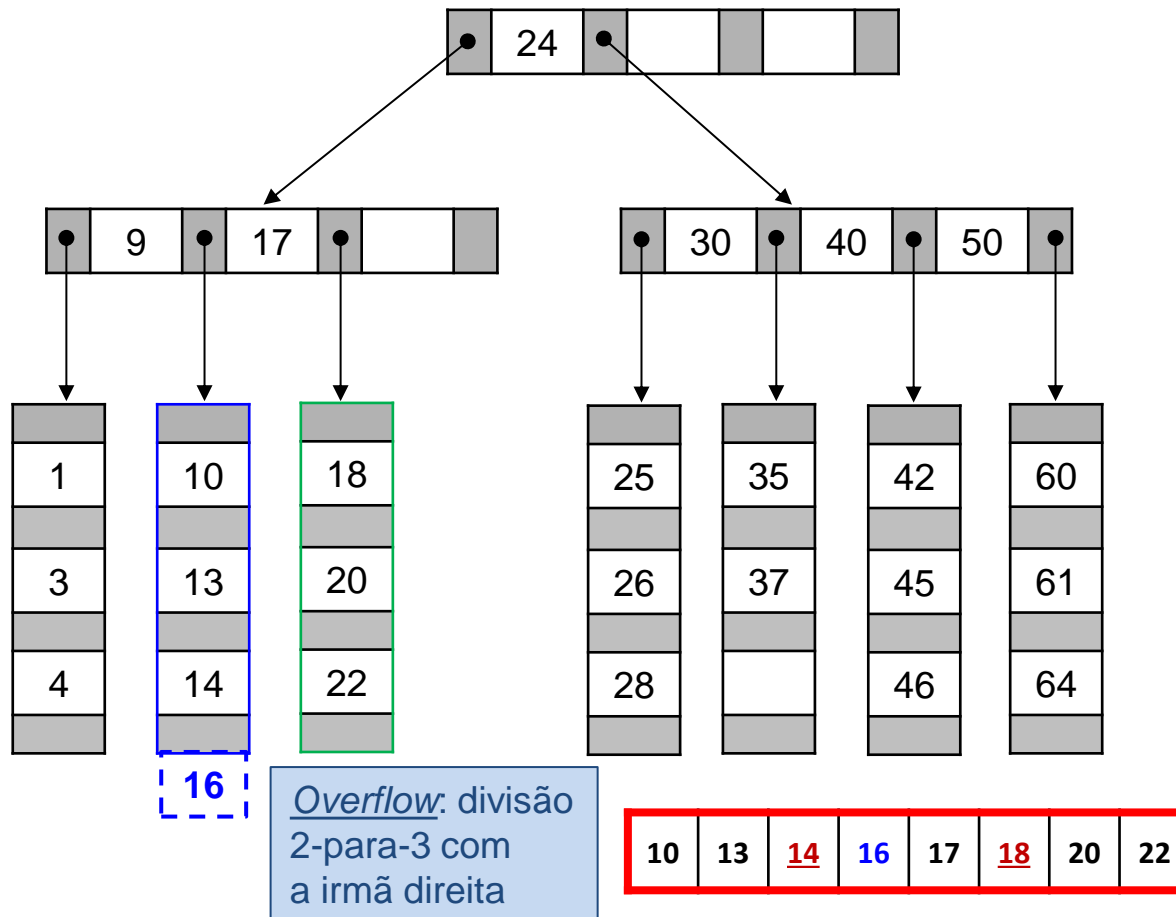 24
9 17
30 40 50
1 10 18 25 35 42 60
3 13 20 26 37 45 61
4 14 22 28 46 64
16
Overflow: divisão
2-para-3 com
a irmã direita
10 13 14 16 17 18 20 22